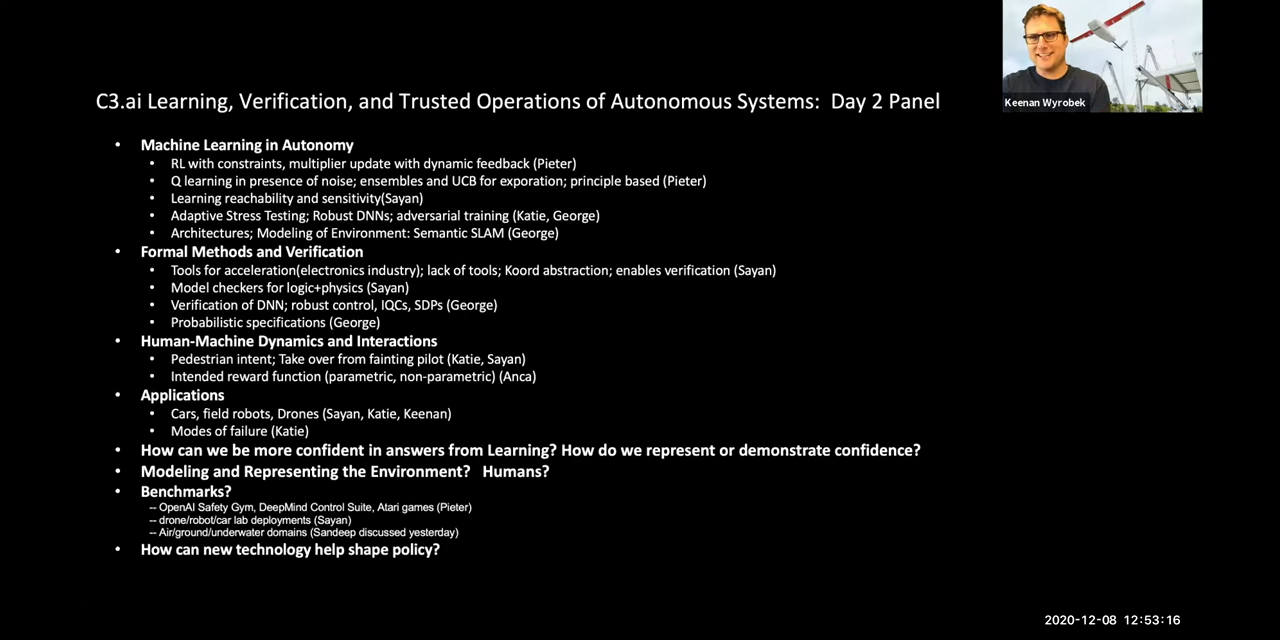 C3.ai Learning, Verification, and Trusted Operations of Autonomous Systems:  Day 2 Panel
Keenan Wyrobek
• Machine Learning in Autonomy
• RL with constraints, multiplier update with dynamic feedback (Pieter)
• Q learning in presence of noise; ensembles and UCB for exporation; principle based (Pieter)
• Learning reachability and sensitivity(Sayan)
• Adaptive Stress Testing; Robust DNNs; adversarial training (Katie, George)
• Architectures; Modeling of Environment: Semantic SLAM (George)
• Formal Methods and Verification
• Tools for acceleration(electronics industry); lack of tools; Koord abstraction; enables verification (Sayan)
• Model checkers for logic+physics (Sayan)
• Verification of DNN; robust control, IQCs, SDPs (George)
• Probabilistic specifications (George)
• Human-Machine Dynamics and Interactions
• Pedestrian intent; Take over from fainting pilot (Katie, Sayan)
• Intended reward function (parametric, non-parametric) (Anca)
• Applications
• Cars, field robots, Drones (Sayan, Katie, Keenan)
• Modes of failure (Katie)
• How can we be more confident in answers from Learning? How do we represent or demonstrate confidence?
• Modeling and Representing the Environment?  Humans?
• Benchmarks?
-- OpenAI Safety Gym, DeepMind Control Suite, Atari games (Pieter)
-- drone/robot/car lab deployments (Sayan)
-- Air/ground/underwater domains (Sandeep discussed yesterday)
• How can new technology help shape policy?
2020-12-08 12:53:16